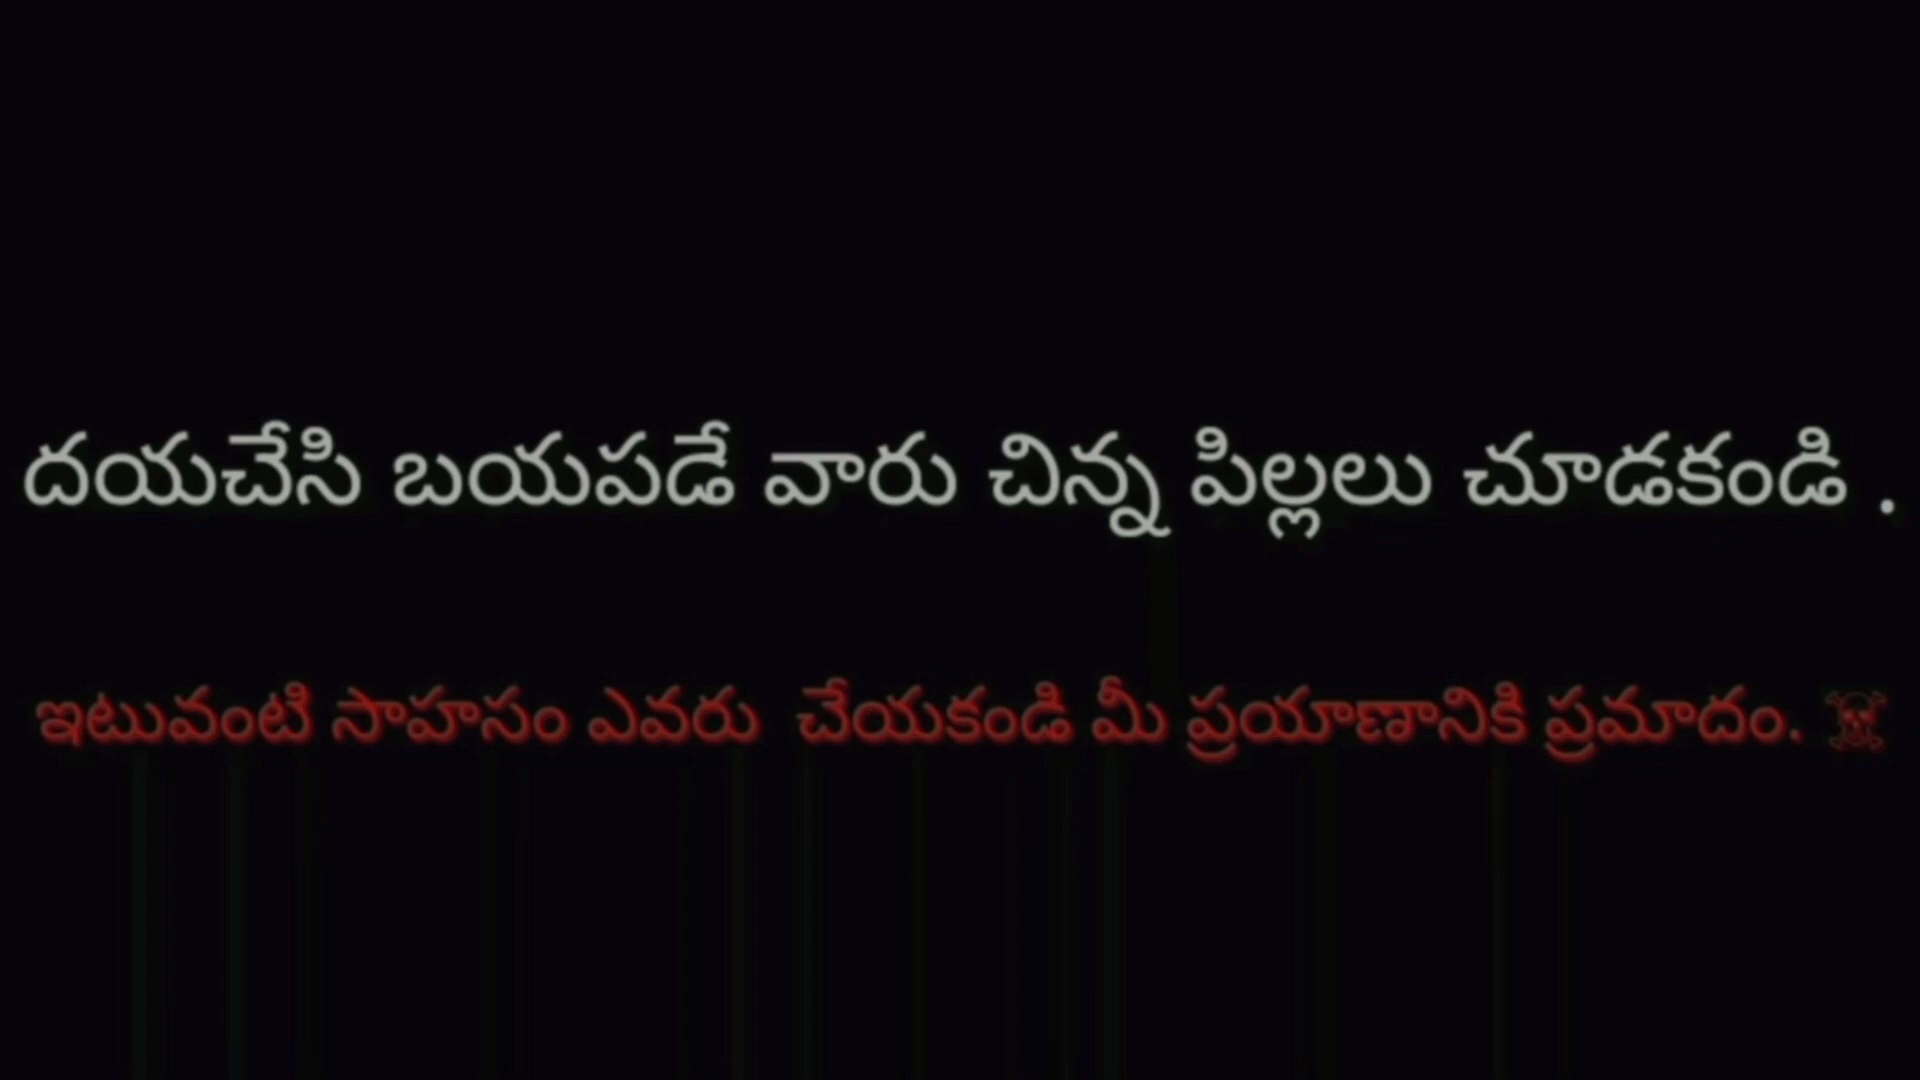 దయచేసి బయపడే వారు చిన్న పిల్లలు చూడకండి .
ఇటువంటి సాహసం ఎవరు చేయకండి మీ ప్రయాణానికి ప్రమాదం. ☠